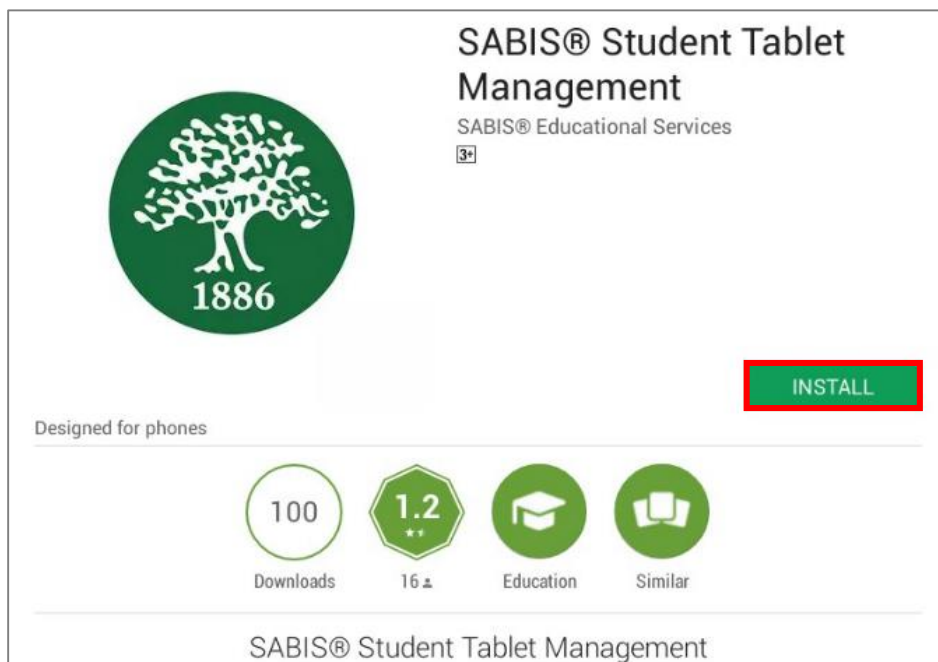 SABIS® Student Tablet
Management
SABIS® Educational Services
3+
1886
INSTALL
Designed for phones
100
1.2
Downloads
16
Education
Similar
SABIS® Student Tablet Management